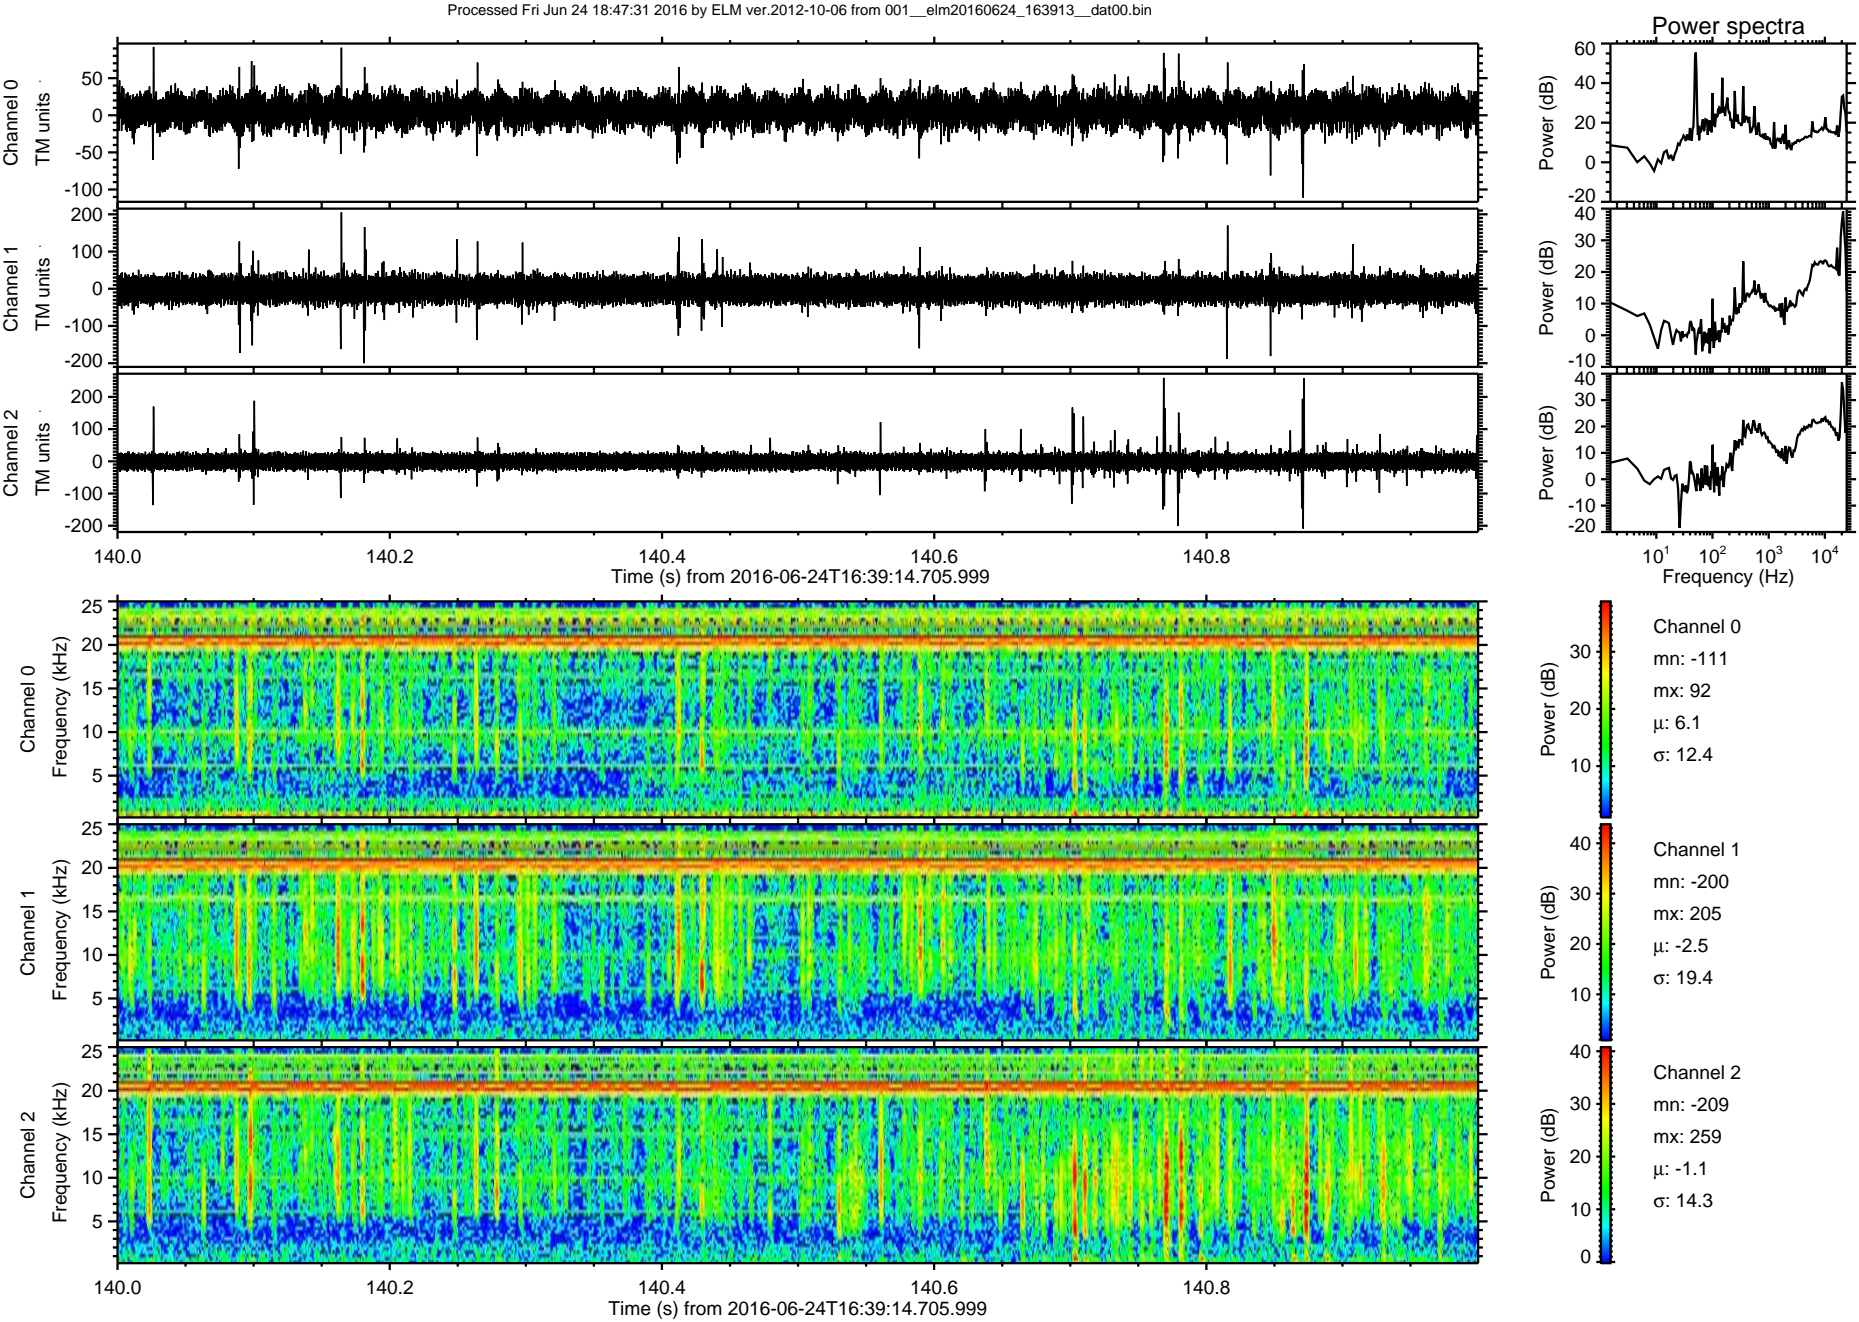 Processed Fri Jun 24 18:47:31 2016 by ELM ver.2012-10-06 from 001__elm20160624_163913__dat00.bin
Power spectra
Channel 0
TM units
50
0
-50
-100
Power (dB)
60
40
20
0
-20
Channel 1
TM units
200
100
0
-100
-200
Power (dB)
40
30
20
10
0
-10
Channel 2
TM units
200
100
0
-100
-200
Power (dB)
40
30
20
10
0
-10
-20
140.0 140.2 140.4 140.6 140.8
Time (s) from 2016-06-24T16:39:14.705.999
10^1 10^2 10^3 10^4
Frequency (Hz)
Channel 0
Frequency (kHz)
25
20
15
10
5
Power (dB)
30
20
10
Channel 0
mn: -111
mx: 92
μ: 6.1
σ: 12.4
Channel 1
Frequency (kHz)
25
20
15
10
5
Power (dB)
40
30
20
10
Channel 1
mn: -200
mx: 205
μ: -2.5
σ: 19.4
Channel 2
Frequency (kHz)
25
20
15
10
5
Power (dB)
40
30
20
10
0
Channel 2
mn: -209
mx: 259
μ: -1.1
σ: 14.3
140.0 140.2 140.4 140.6 140.8
Time (s) from 2016-06-24T16:39:14.705.999